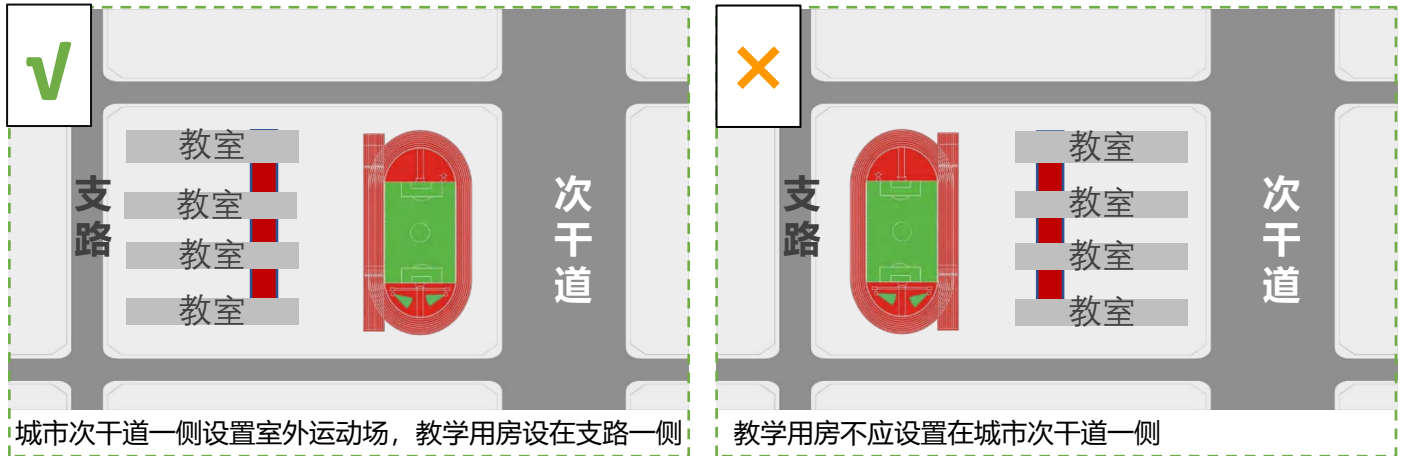 √
教室
教室
教室
教室
支路
次干道
城市次干道一侧设置室外运动场，教学用房设在支路一侧
×
教室
教室
教室
教室
支路
次干道
教学用房不应设置在城市次干道一侧